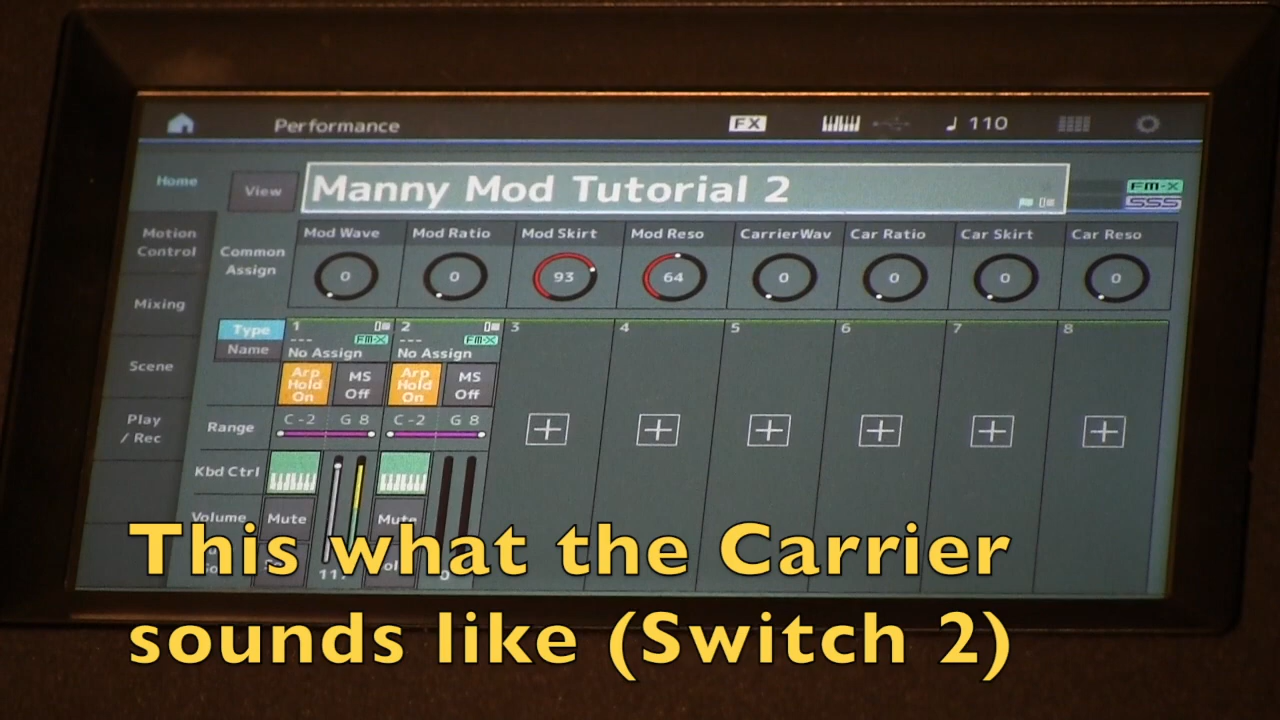 Performance
FX
110
Home
View
Manny Mod Tutorial 2
FM-X
SSS
Motion
Control
Common
Assign
Mod Wave
Mod Ratio
Mod Skirt
Mod Reso
CarrierWav
Car Ratio
Car Skirt
Car Reso
0
0
93
64
0
0
0
0
Mixing
Scene
Play
/ Rec
Type
Name
1
---
FM-X
No Assign
2
---
FM-X
No Assign
3
4
5
6
7
8
Arp
Hold
On
MS
Off
Arp
Hold
On
MS
Off
Range
C -2
G 8
C -2
G 8
Kbd Ctrl
Volume
Mute
Mute
0
This what the Carrier
sounds like (Switch 2)